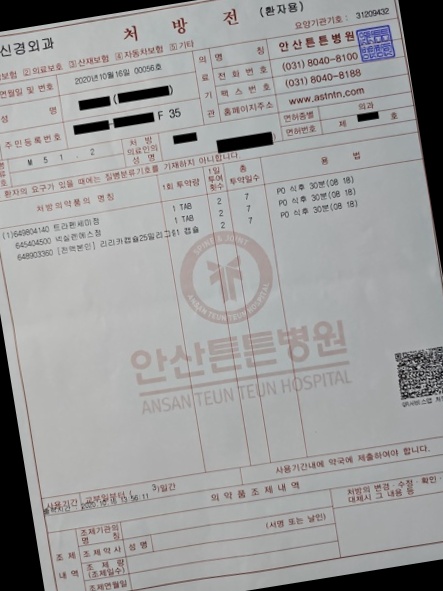 신경외과
처 방 전 (환자용)
보험 ②의료보호 ③산재보험 ④자동차보험 ⑤기타
요양기관기호: 31209432
연월일 및 번호 2020년10월16일 00056호
의료기관
명 칭 안산튼튼병원
전화번호 (031) 8040-8100
팩스번호 (031) 8040-8188
홈페이지주소 www.astntn.com
성 명
주민등록번호 F 35
M 5 1 . 2
처 방 의료인의 성 명
면허종별 의과
면허번호 제 호
환자의 요구가 있을 때에는 질병분류기호를 기재하지 아니합니다.
처방 의약품의 명칭 1회 투약량 1일 투여 횟수 총 투약일수 용 법
(1)649804140 트라펜세미정 1 TAB 2 7 PO 식후 30분(08 18)
645404500 넥실렌에스정 1 TAB 2 7 PO 식후 30분(08 18)
648903360 [전액본인] 리리카캡슐25밀리그 1 캡슐 2 7 PO 식후 30분(08 18)
SPINE & JOINT
ANSAN TEUN TEUN HOSPITAL
안산튼튼병원
ANSAN TEUN TEUN HOSPITAL
사용기간 교부일부터 ( 3)일간 사용기간내에 약국에 제출하여야 합니다.
2020.10.16 13:56:11
의 약 품 조 제 내 역
처방의 변경·수정·확인·
대체시 그 내용 등
조제내역
조제기관의 명 칭
조제약사 성 명 (서명 또는 날인)
조 제 량 (조제일수)
조제연월일